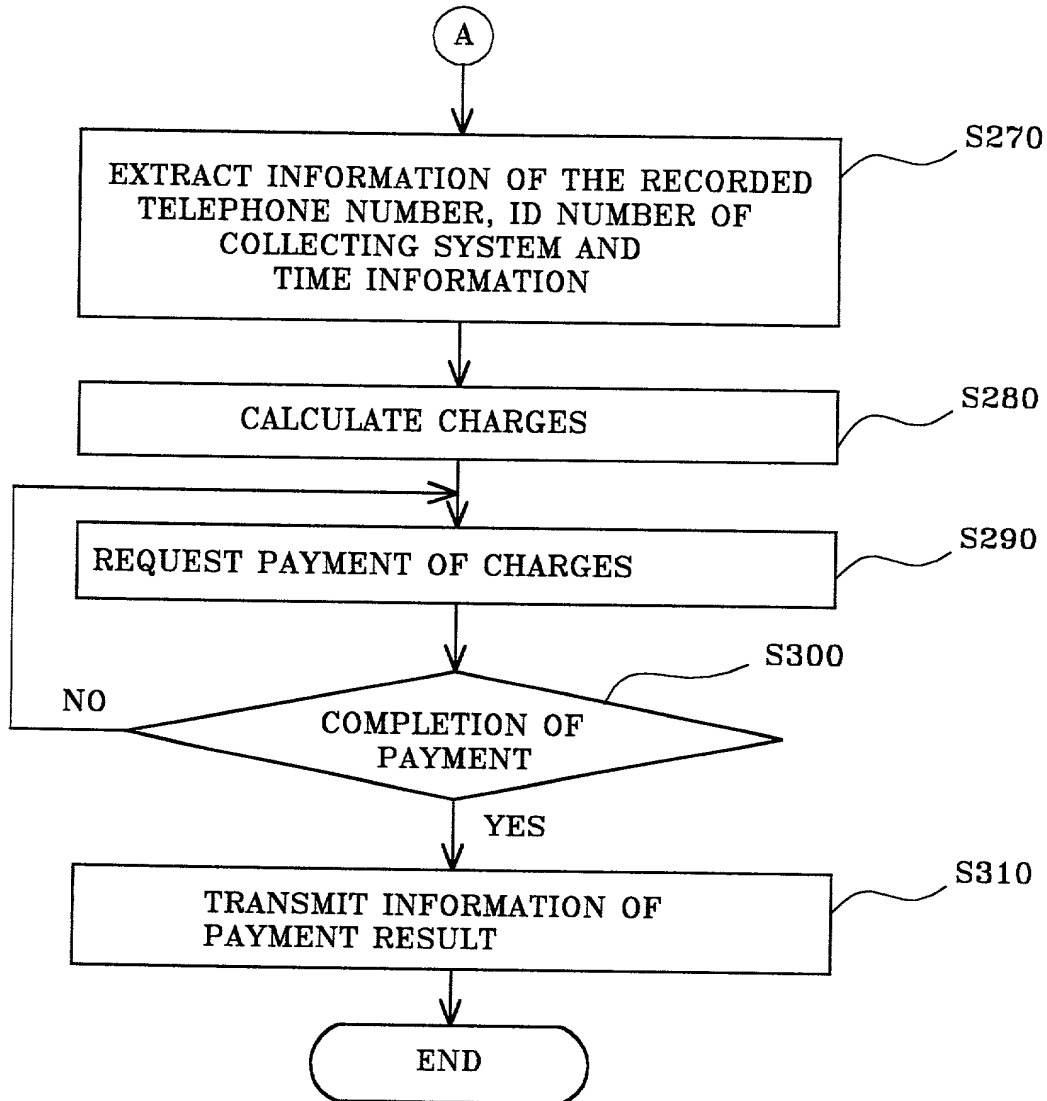 A
S270
EXTRACT INFORMATION OF THE RECORDED
TELEPHONE NUMBER, ID NUMBER OF
COLLECTING SYSTEM AND
TIME INFORMATION
S280
CALCULATE CHARGES
S290
REQUEST PAYMENT OF CHARGES
S300
NO
COMPLETION OF
PAYMENT
YES
S310
TRANSMIT INFORMATION OF
PAYMENT RESULT
END